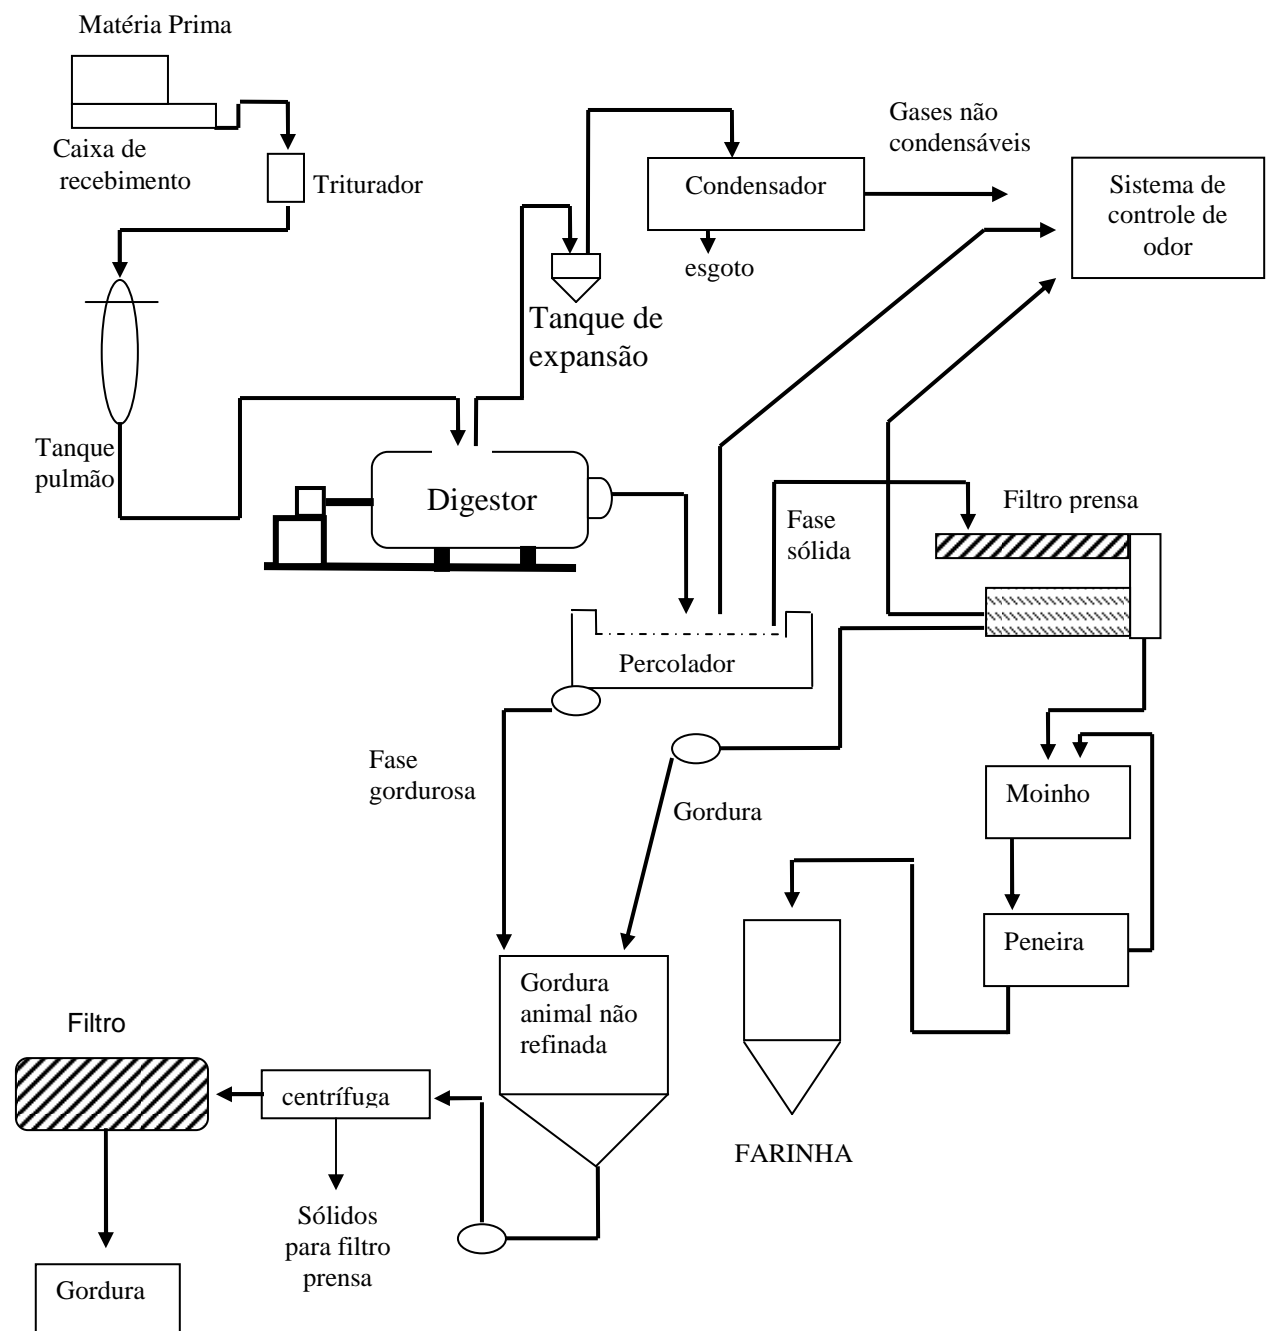 Matéria Prima
Caixa de
recebimento
Triturador
Gases não
condensáveis
Condensador
Sistema de
controle de
odor
esgoto
Tanque de
expansão
Tanque
pulmão
Digestor
Fase
sólida
Filtro prensa
Percolador
Fase
gordurosa
Gordura
Moinho
Peneira
Gordura
animal não
refinada
Filtro
centrífuga
FARINHA
Sólidos
para filtro
prensa
Gordura